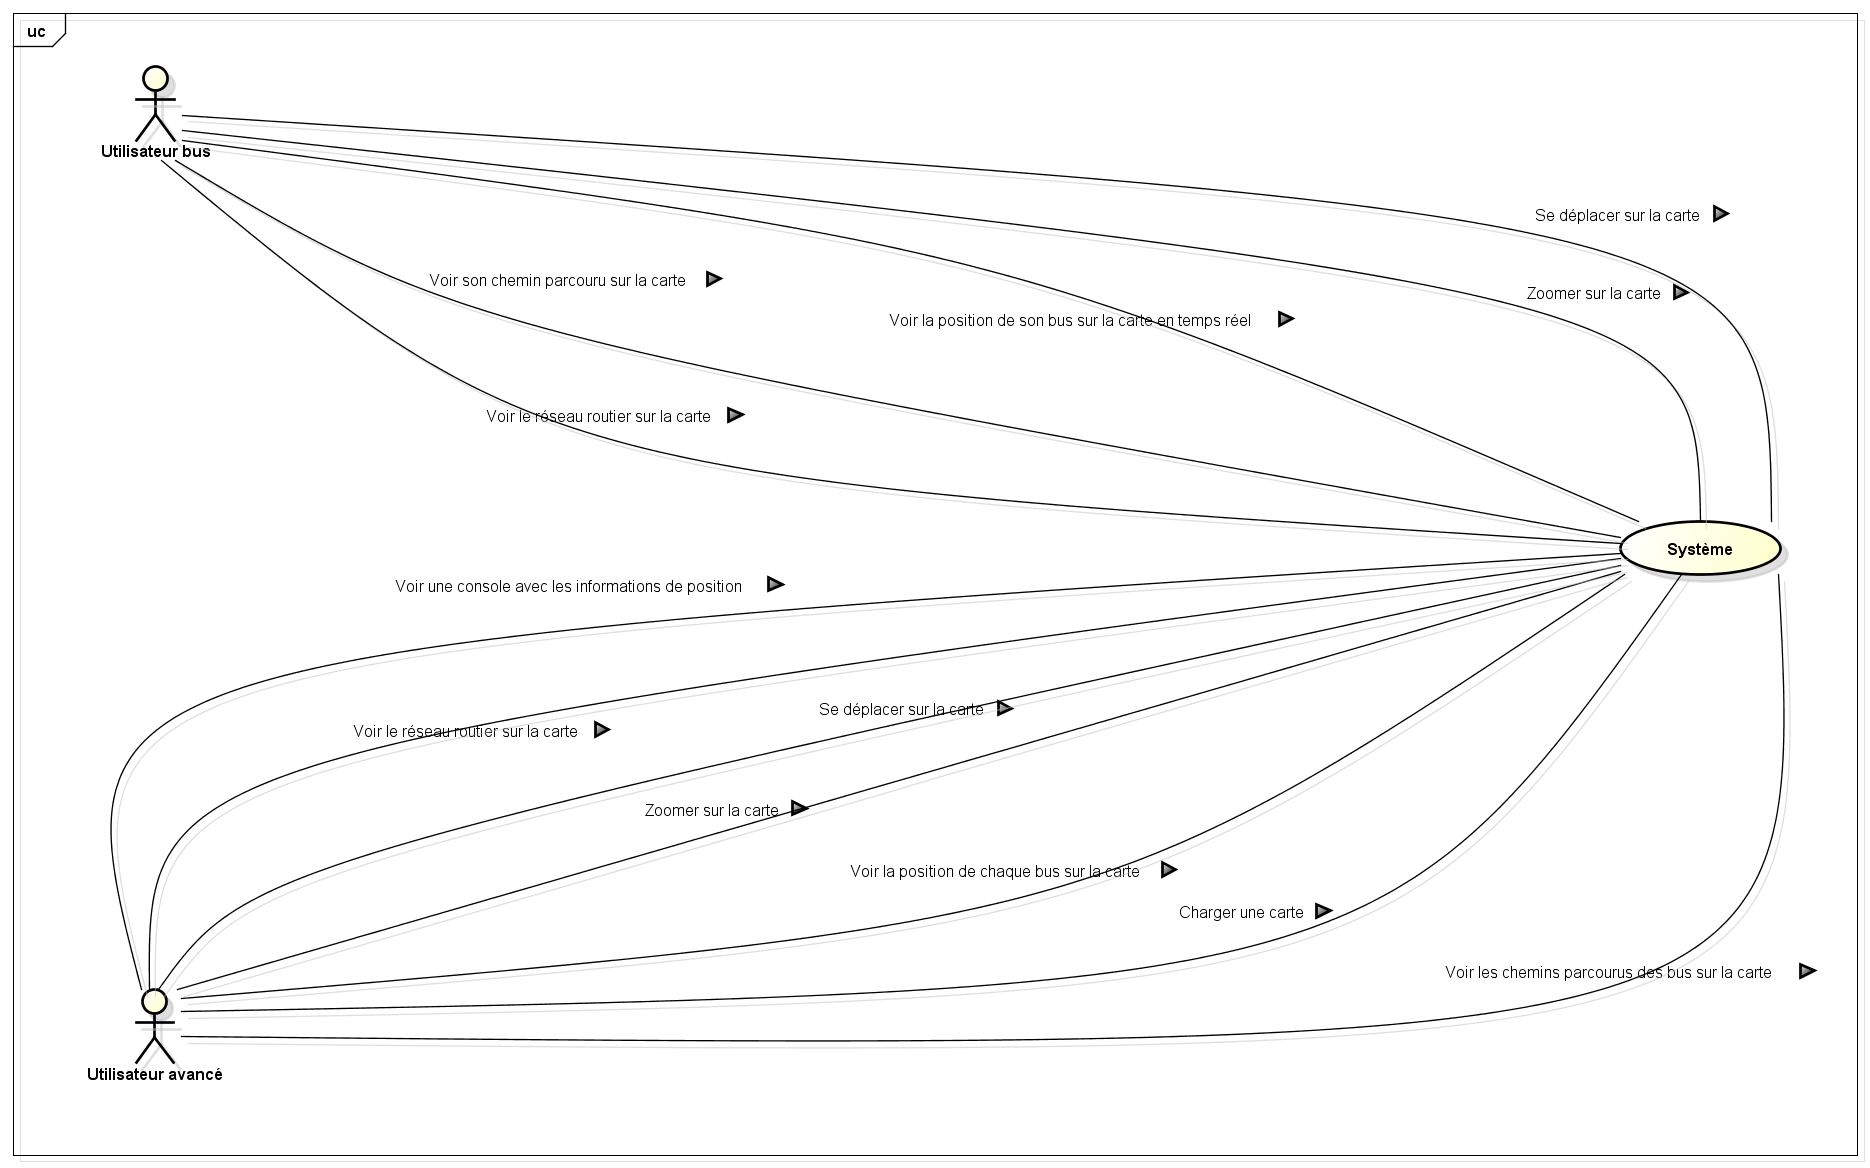 uc
Utilisateur bus
Se déplacer sur la carte
Voir son chemin parcouru sur la carte
Zoomer sur la carte
Voir la position de son bus sur la carte en temps réel
Voir le réseau routier sur la carte
Système
Voir une console avec les informations de position
Se déplacer sur la carte
Voir le réseau routier sur la carte
Zoomer sur la carte
Voir la position de chaque bus sur la carte
Charger une carte
Voir les chemins parcourus des bus sur la carte
Utilisateur avancé